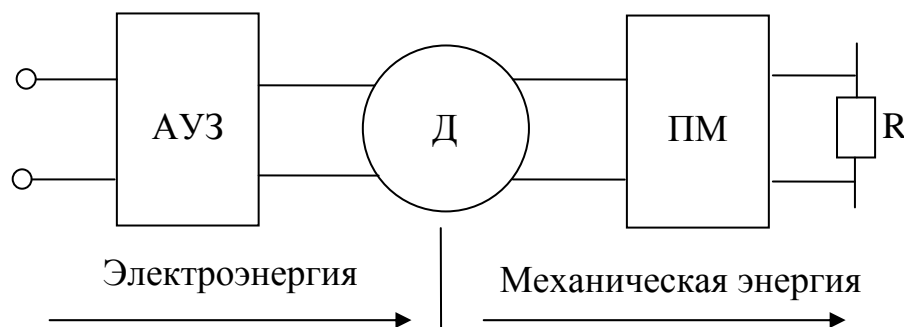 АУЗ
Д
ПМ
R
Электроэнергия
Механическая энергия